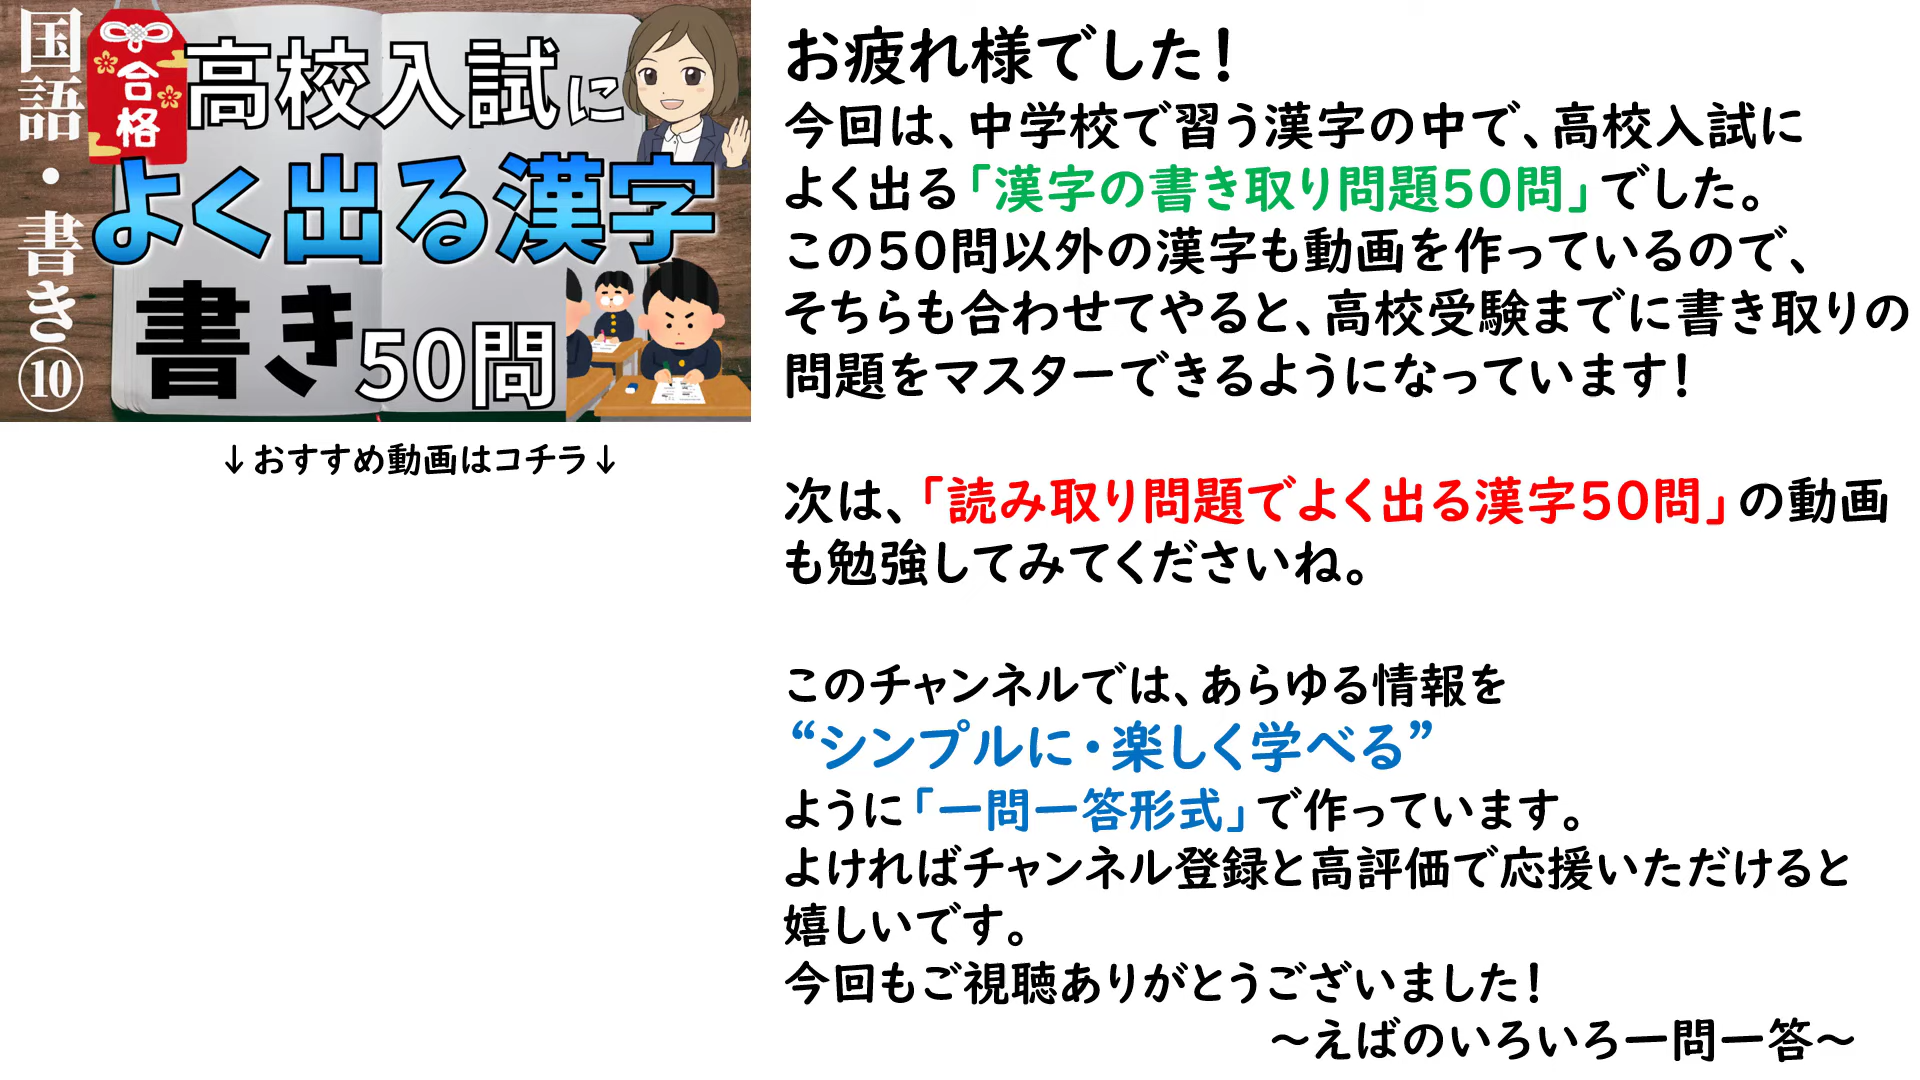 国語・書き⑩
合格
高校入試に
よく出る漢字
書き50問
↓おすすめ動画はコチラ↓
お疲れ様でした！
今回は、中学校で習う漢字の中で、高校入試に
よく出る「漢字の書き取り問題50問」でした。
この50問以外の漢字も動画を作っているので、
そちらも合わせてやると、高校受験までに書き取りの
問題をマスターできるようになっています！
次は、「読み取り問題でよく出る漢字50問」の動画
も勉強してみてくださいね。
このチャンネルでは、あらゆる情報を
“シンプルに・楽しく学べる”
ように「一問一答形式」で作っています。
よければチャンネル登録と高評価で応援いただけると
嬉しいです。
今回もご視聴ありがとうございました！
～えばのいろいろ一問一答～